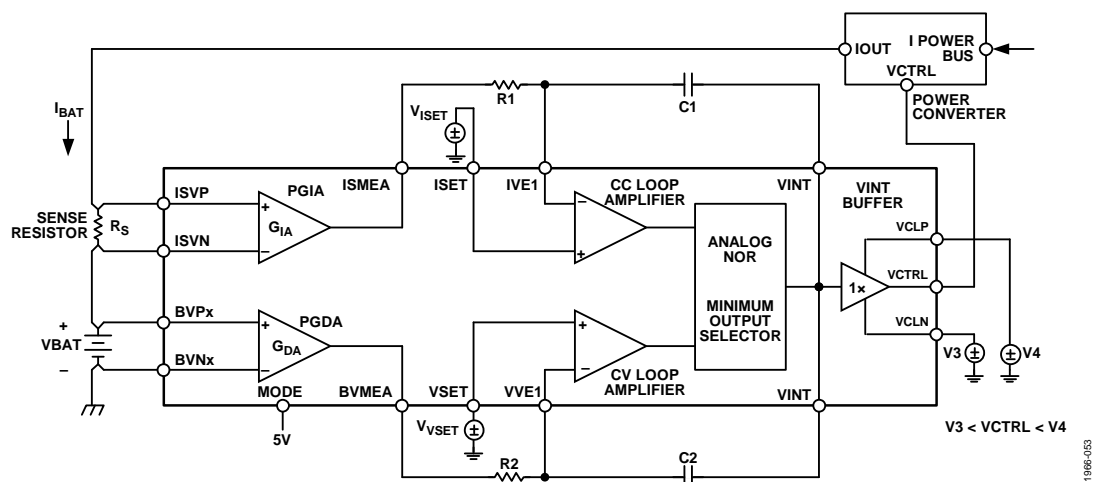 IOUT
I POWER
BUS
VCTRL
POWER
CONVERTER
R1
C1
IBAT
VISET
ISMEA
ISET
IVE1
VINT
CC LOOP
AMPLIFIER
VINT
BUFFER
ISVP
PGIA
SENSE
RESISTOR
RS
GIA
ISVN
−
+
−
+
VCLP
ANALOG
NOR
MINIMUM
OUTPUT
SELECTOR
1×
VCTRL
BVPx
PGDA
+
VBAT
−
GDA
BVNx
+
−
+
−
CV LOOP
AMPLIFIER
VCLN
V3
V4
MODE
5V
BVMEA
VSET
VVE1
VINT
VVSET
V3 < VCTRL < V4
R2
C2
1966-053